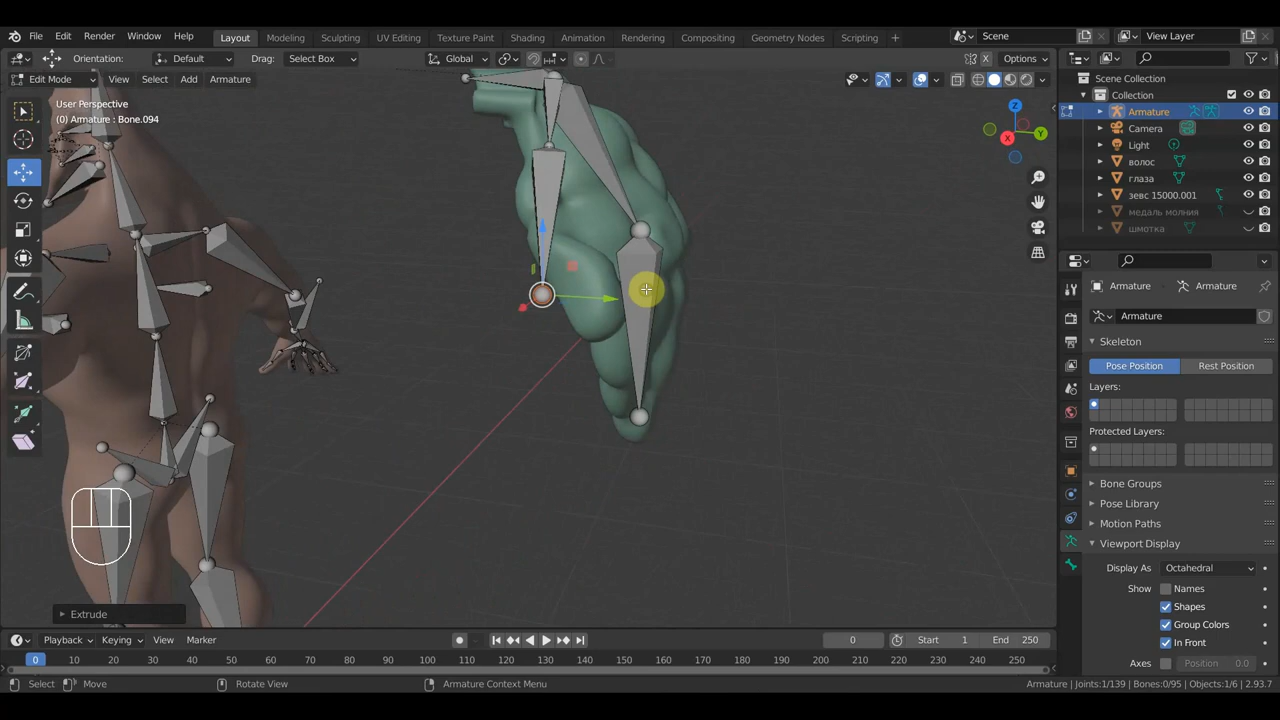 File Edit Render Window Help Layout Modeling Sculpting UV Editing Texture Paint Shading Animation Rendering Compositing Geometry Nodes Scripting + Scene View Layer
Orientation: Default Drag: Select Box Global Options
Edit Mode View Select Add Armature
Scene Collection
Collection
Armature
Camera
Light
волос
глаза
зевс 15000.001
медаль молния
шмотка
User Perspective
(0) Armature : Bone.094
X
Y
Z
Armature Armature
Armature
Skeleton
Pose Position Rest Position
Layers:
Protected Layers:
Bone Groups
Pose Library
Motion Paths
Viewport Display
Display As Octahedral
Show Names
Shapes
Group Colors
In Front
Axes Position 0.0
Extrude
Playback Keying View Marker 0 Start 1 End 250
0 10 20 30 40 50 60 70 80 90 100 110 120 130 140 150 160 170 180 190 200 210 220 230 240 250
Select Move Rotate View Armature Context Menu Armature | Joints:1/139 | Bones:0/95 | Objects:1/6 | 2.93.7